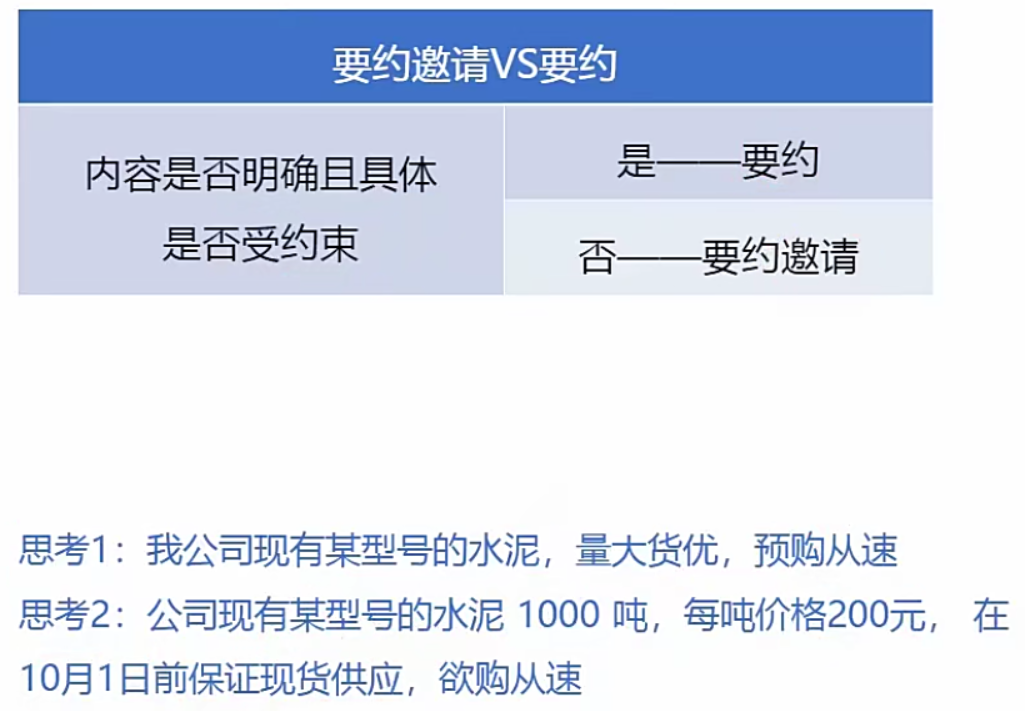 要约邀请VS要约
内容是否明确且具体
是否受约束
是——要约
否——要约邀请
思考1：我公司现有某型号的水泥，量大货优，预购从速
思考2：公司现有某型号的水泥 1000 吨，每吨价格200元， 在
10月1日前保证现货供应，欲购从速